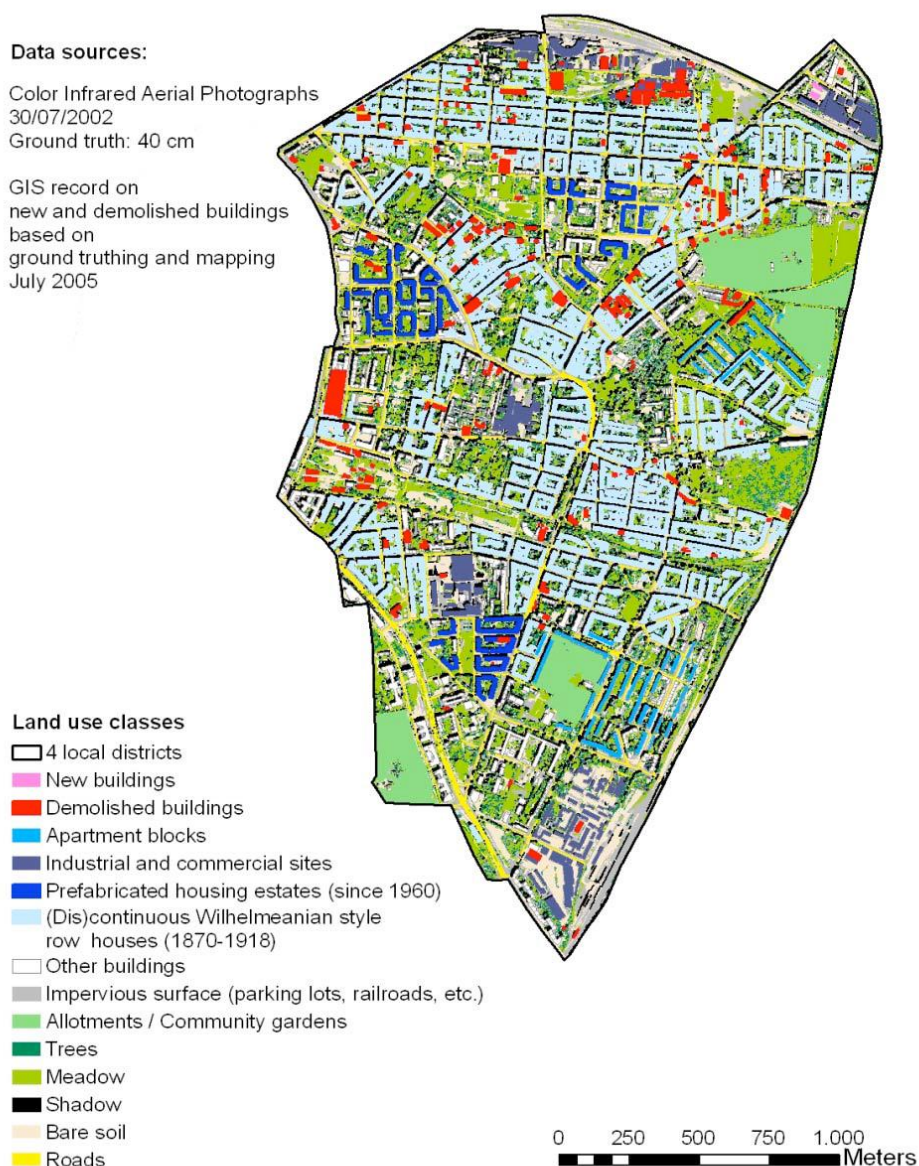 Data sources:
Color Infrared Aerial Photographs
30/07/2002
Ground truth: 40 cm
GIS record on
new and demolished buildings
based on
ground truthing and mapping
July 2005
Land use classes
4 local districts
New buildings
Demolished buildings
Apartment blocks
Industrial and commercial sites
Prefabricated housing estates (since 1960)
(Dis)continuous Wilhelmeanian style
row houses (1870-1918)
Other buildings
Impervious surface (parking lots, railroads, etc.)
Allotments / Community gardens
Trees
Meadow
Shadow
Bare soil
Roads
0 250 500 750 1.000
Meters